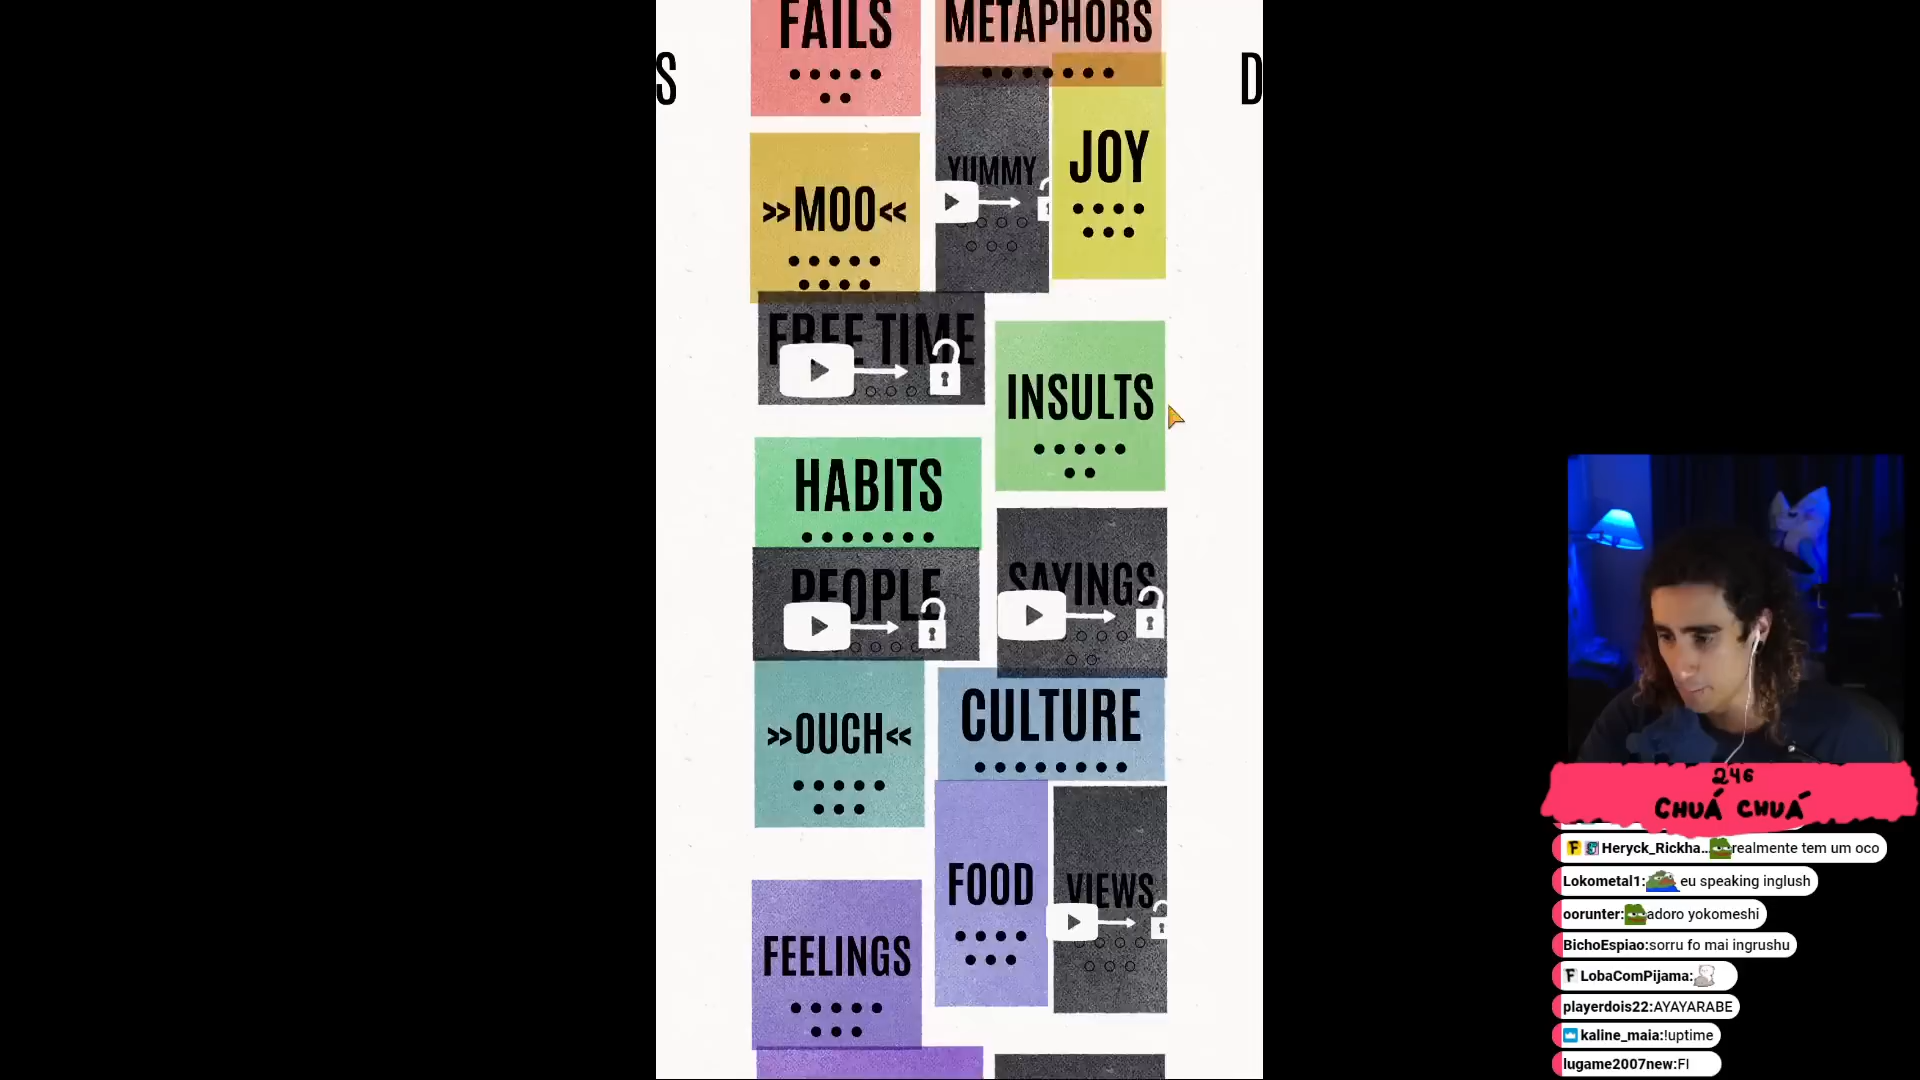 FAILS
METAPHORS
S
D
YUMMY
JOY
»MOO«
FREE TIME
INSULTS
HABITS
PEOPLE
SAYINGS
CULTURE
»OUCH«
FOOD
VIEWS
FEELINGS
246
CHUÁ CHUÁ
Heryck_Rickha...realmente tem um oco
Lokometal1: eu speaking inglush
oorunter: adoro yokomeshi
BichoEspiao:sorru fo mai ingrushu
LobaComPijama:
playerdois22:AYAYARABE
kaline_maia:!uptime
lugame2007new:FI